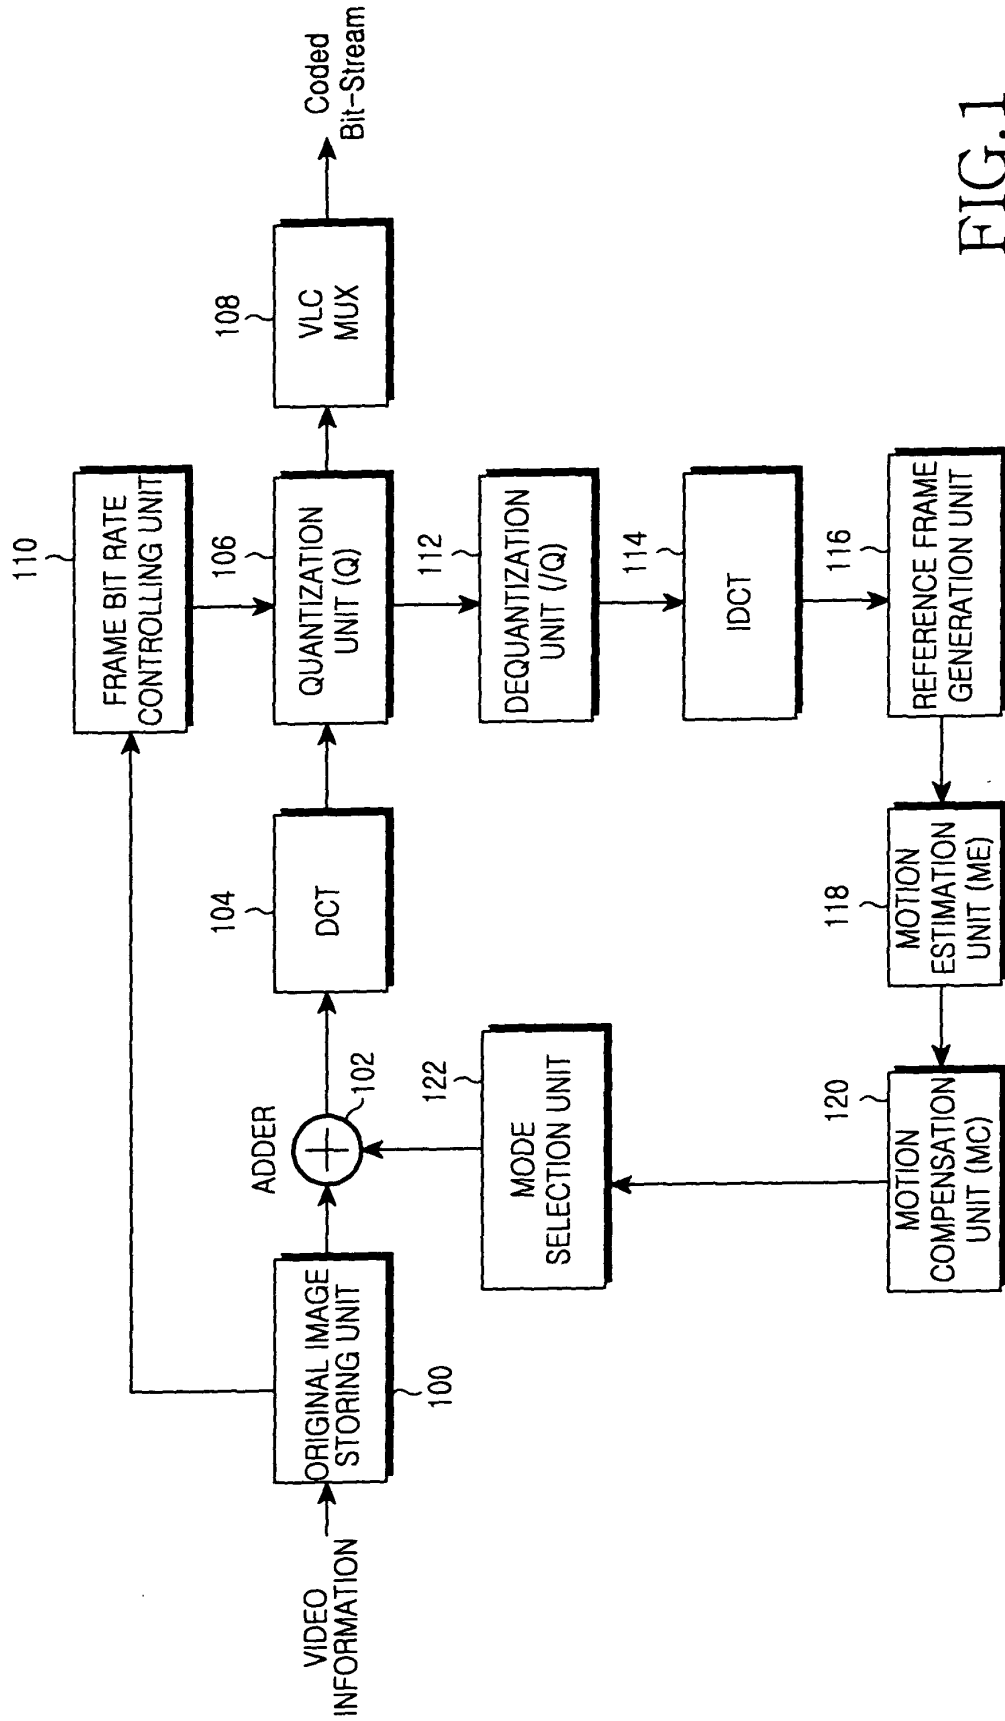 110
FRAME BIT RATE
CONTROLLING UNIT
VIDEO
INFORMATION
ORIGINAL IMAGE
STORING UNIT
100
ADDER
102
104
DCT
106
QUANTIZATION
UNIT (Q)
108
VLC
MUX
Coded
Bit-Stream
122
MODE
SELECTION UNIT
112
DEQUANTIZATION
UNIT (/Q)
114
IDCT
120
MOTION
COMPENSATION
UNIT (MC)
118
MOTION
ESTIMATION
UNIT (ME)
116
REFERENCE FRAME
GENERATION UNIT
FIG.1